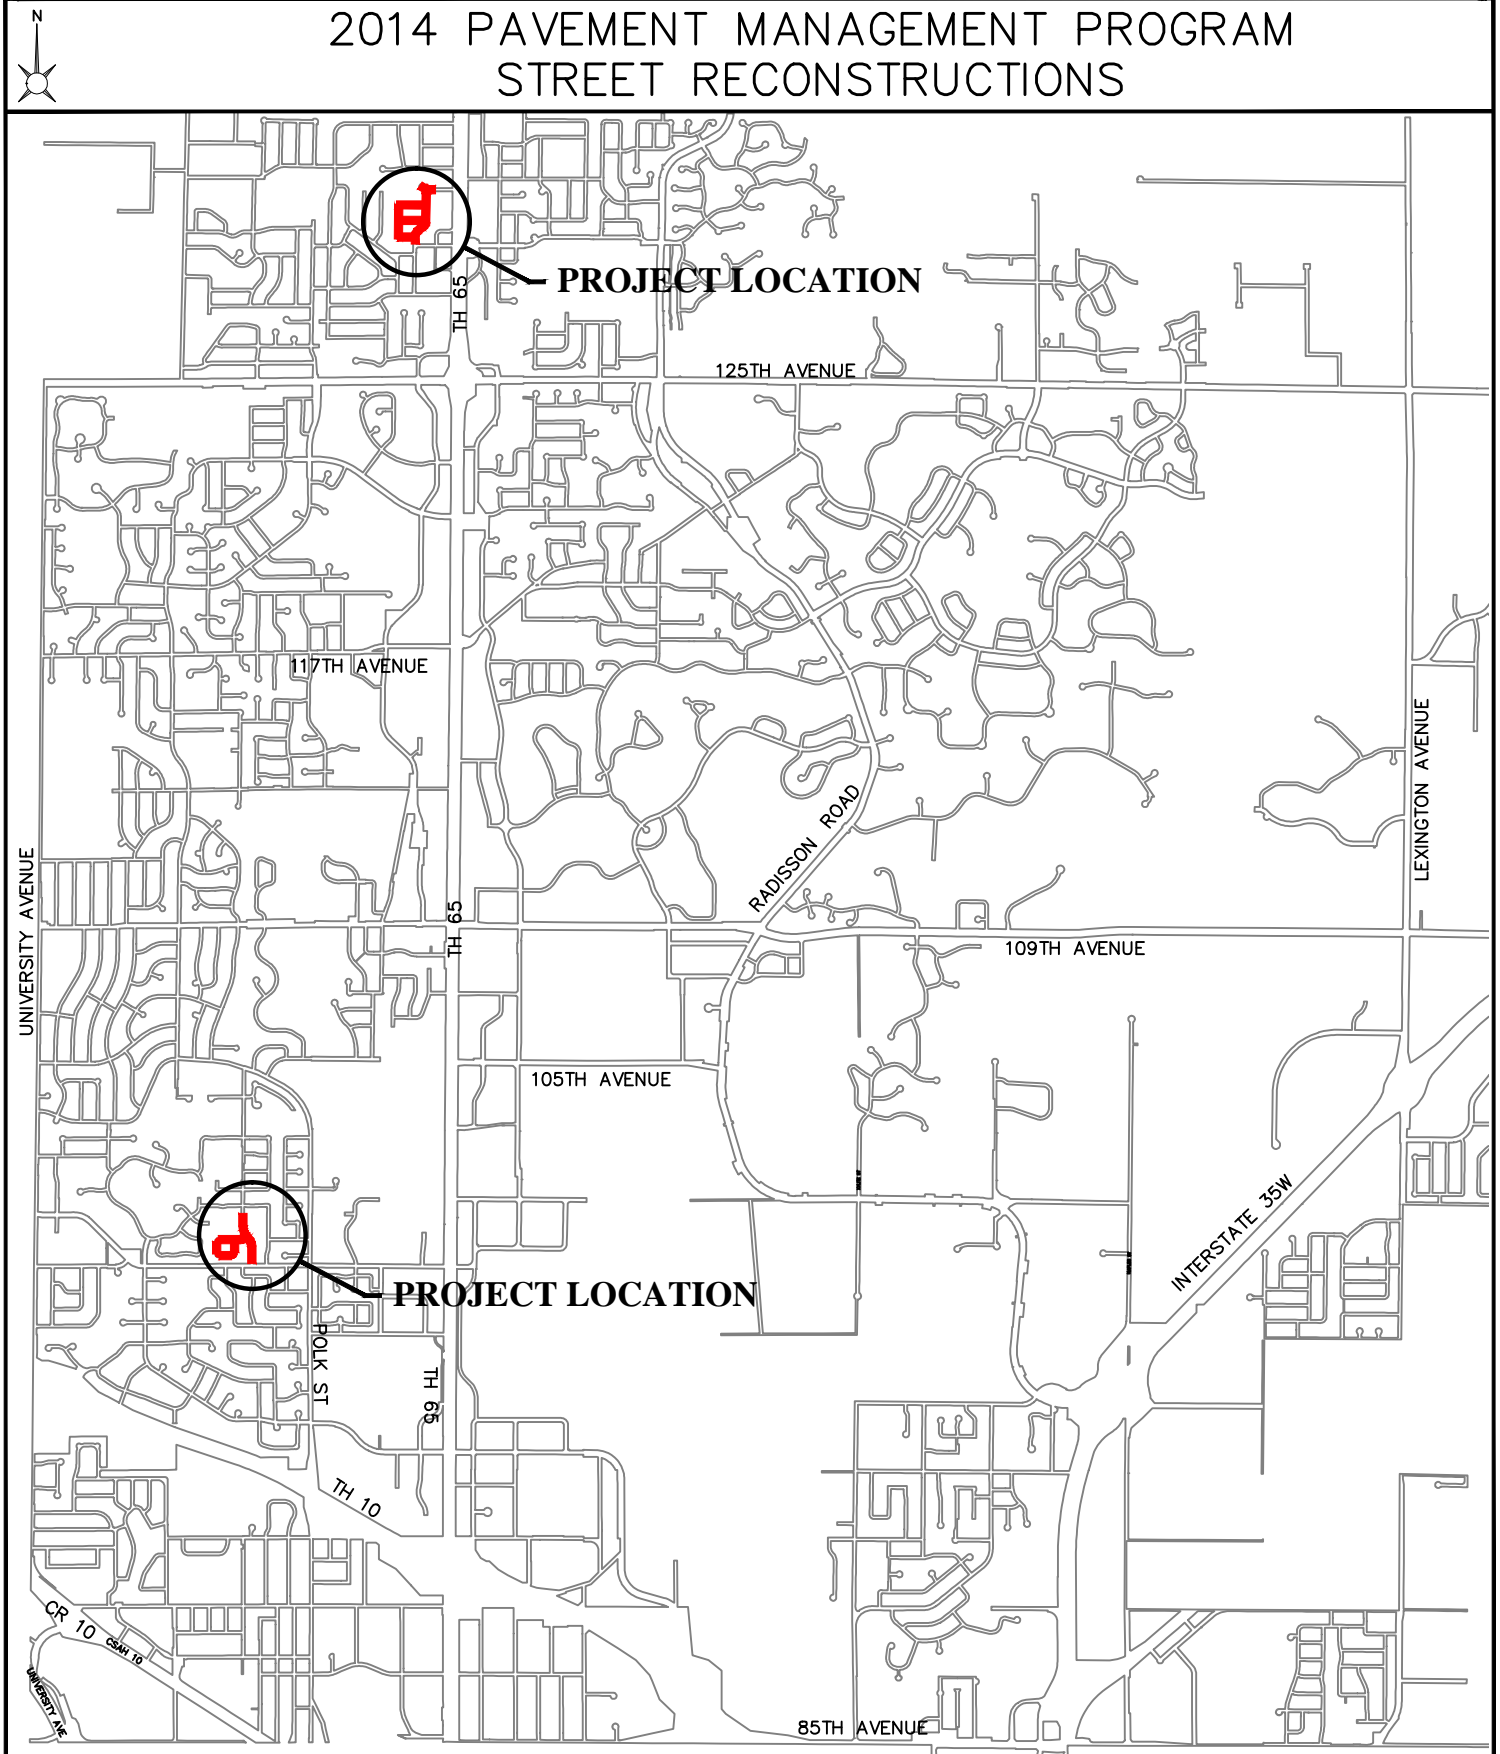 N
2014 PAVEMENT MANAGEMENT PROGRAM
STREET RECONSTRUCTIONS
PROJECT LOCATION
TH 65
125TH AVENUE
117TH AVENUE
LEXINGTON AVENUE
RADISSON ROAD
UNIVERSITY AVENUE
TH 65
109TH AVENUE
105TH AVENUE
INTERSTATE 35W
PROJECT LOCATION
POLK ST
TH 65
TH 10
CR 10
CSAH 10
UNIVERSITY AVE
85TH AVENUE